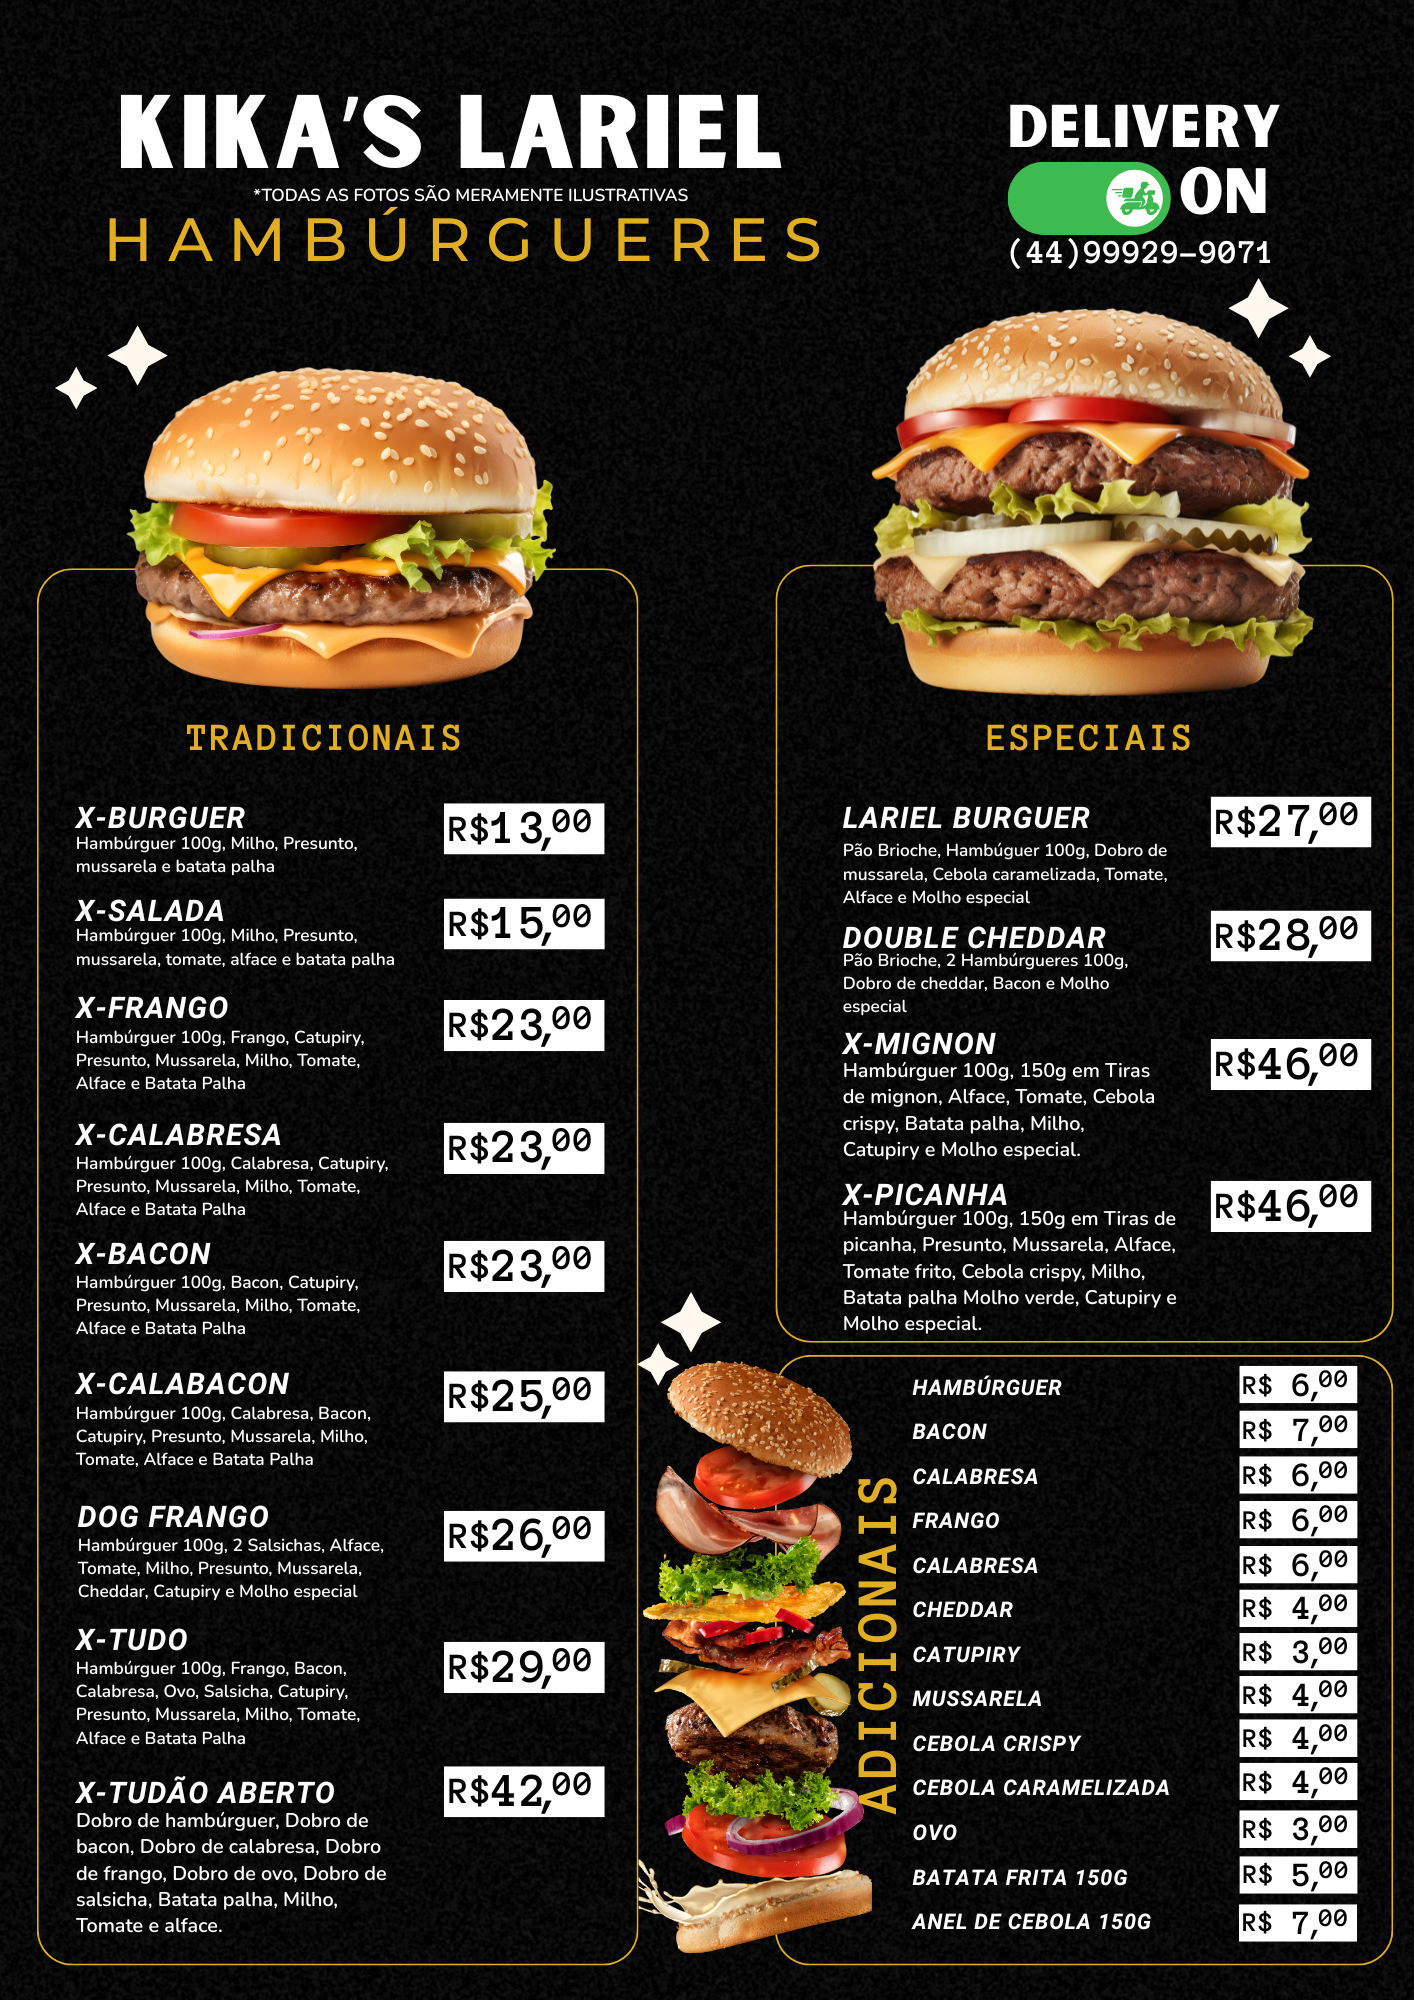 KIKA'S LARIEL
*TODAS AS FOTOS SÃO MERAMENTE ILUSTRATIVAS
HAMBÚRGUERES
DELIVERY
ON
(44)99929-9071
TRADICIONAIS
X-BURGUER R$13,00
Hambúrguer 100g, Milho, Presunto,
mussarela e batata palha
X-SALADA R$15,00
Hambúrguer 100g, Milho, Presunto,
mussarela, tomate, alface e batata palha
X-FRANGO R$23,00
Hambúrguer 100g, Frango, Catupiry,
Presunto, Mussarela, Milho, Tomate,
Alface e Batata Palha
X-CALABRESA R$23,00
Hambúrguer 100g, Calabresa, Catupiry,
Presunto, Mussarela, Milho, Tomate,
Alface e Batata Palha
X-BACON R$23,00
Hambúrguer 100g, Bacon, Catupiry,
Presunto, Mussarela, Milho, Tomate,
Alface e Batata Palha
X-CALABACON R$25,00
Hambúrguer 100g, Calabresa, Bacon,
Catupiry, Presunto, Mussarela, Milho,
Tomate, Alface e Batata Palha
DOG FRANGO R$26,00
Hambúrguer 100g, 2 Salsichas, Alface,
Tomate, Milho, Presunto, Mussarela,
Cheddar, Catupiry e Molho especial
X-TUDO R$29,00
Hambúrguer 100g, Frango, Bacon,
Calabresa, Ovo, Salsicha, Catupiry,
Presunto, Mussarela, Milho, Tomate,
Alface e Batata Palha
X-TUDÃO ABERTO R$42,00
Dobro de hambúrguer, Dobro de
bacon, Dobro de calabresa, Dobro
de frango, Dobro de ovo, Dobro de
salsicha, Batata palha, Milho,
Tomate e alface.
ESPECIAIS
LARIEL BURGUER R$27,00
Pão Brioche, Hambúguer 100g, Dobro de
mussarela, Cebola caramelizada, Tomate,
Alface e Molho especial
DOUBLE CHEDDAR R$28,00
Pão Brioche, 2 Hambúrgueres 100g,
Dobro de cheddar, Bacon e Molho
especial
X-MIGNON R$46,00
Hambúrguer 100g, 150g em Tiras
de mignon, Alface, Tomate, Cebola
crispy, Batata palha, Milho,
Catupiry e Molho especial.
X-PICANHA R$46,00
Hambúrguer 100g, 150g em Tiras de
picanha, Presunto, Mussarela, Alface,
Tomate frito, Cebola crispy, Milho,
Batata palha Molho verde, Catupiry e
Molho especial.
ADICIONAIS
HAMBÚRGUER R$ 6,00
BACON R$ 7,00
CALABRESA R$ 6,00
FRANGO R$ 6,00
CALABRESA R$ 6,00
CHEDDAR R$ 4,00
CATUPIRY R$ 3,00
MUSSARELA R$ 4,00
CEBOLA CRISPY R$ 4,00
CEBOLA CARAMELIZADA R$ 4,00
OVO R$ 3,00
BATATA FRITA 150G R$ 5,00
ANEL DE CEBOLA 150G R$ 7,00